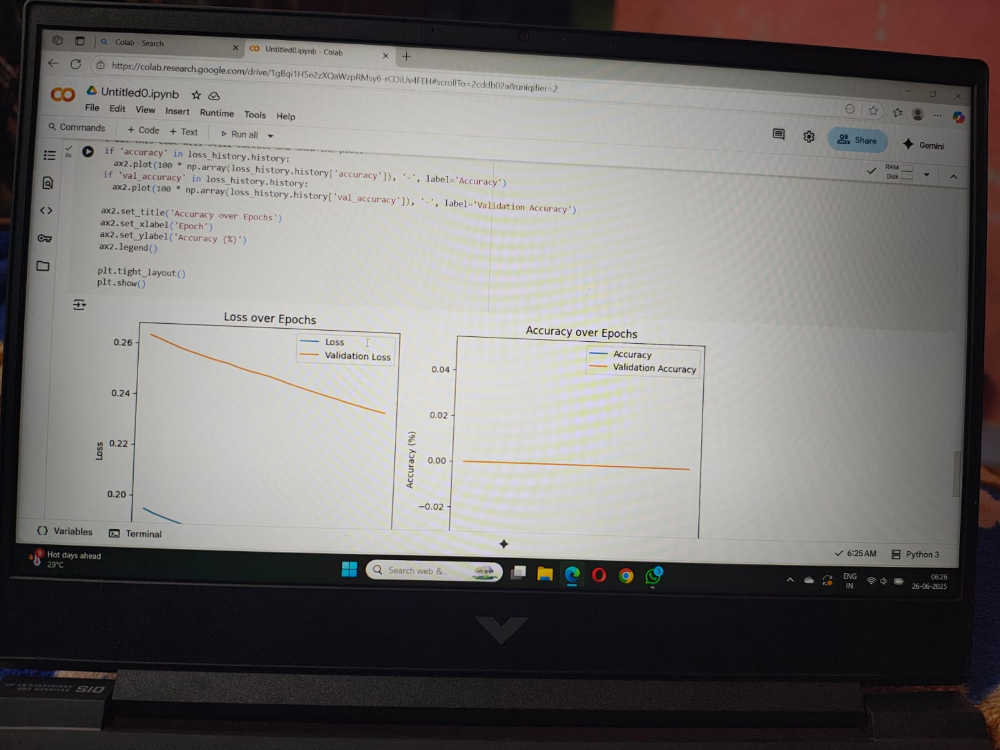 Colab - Search
Untitled0.ipynb - Colab
https://colab.research.google.com/drive/1gBqi1H5e2zXQaWzpRMsy6-rCOiUv4FEH#scrollTo=2cddb02a&uniqifier=2
CO
Untitled0.ipynb
File Edit View Insert Runtime Tools Help
Commands + Code + Text Run all
Share
Gemini
RAM
Disk
0s
if 'accuracy' in loss_history.history:
ax2.plot(100 * np.array(loss_history.history['accuracy']), '-', label='Accuracy')
if 'val_accuracy' in loss_history.history:
ax2.plot(100 * np.array(loss_history.history['val_accuracy']), '-', label='Validation Accuracy')
ax2.set_title('Accuracy over Epochs')
ax2.set_xlabel('Epoch')
ax2.set_ylabel('Accuracy (%)')
ax2.legend()
plt.tight_layout()
plt.show()
Loss over Epochs
Loss
Validation Loss
0.26
0.24
0.22
0.20
Loss
Accuracy over Epochs
Accuracy
Validation Accuracy
0.04
0.02
0.00
−0.02
Accuracy (%)
{} Variables
Terminal
6:25 AM
Python 3
9
Hot days ahead
29°C
Search web &...
3
ENG
IN
06:26
26-06-2025